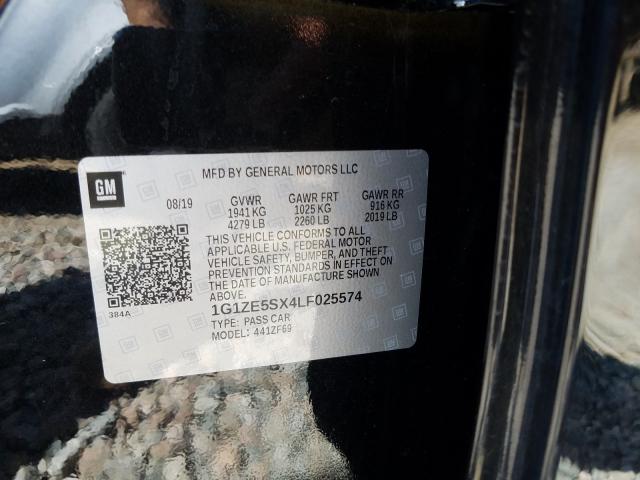 GM
MFD BY GENERAL MOTORS LLC
08/19 GVWR GAWR FRT GAWR RR
1941 KG 1025 KG 916 KG
4279 LB 2260 LB 2019 LB
THIS VEHICLE CONFORMS TO ALL
APPLICABLE U.S. FEDERAL MOTOR
VEHICLE SAFETY, BUMPER, AND THEFT
PREVENTION STANDARDS IN EFFECT ON
THE DATE OF MANUFACTURE SHOWN
ABOVE.
384A
1G1ZE5SX4LF025574
TYPE: PASS CAR
MODEL: 441ZF69